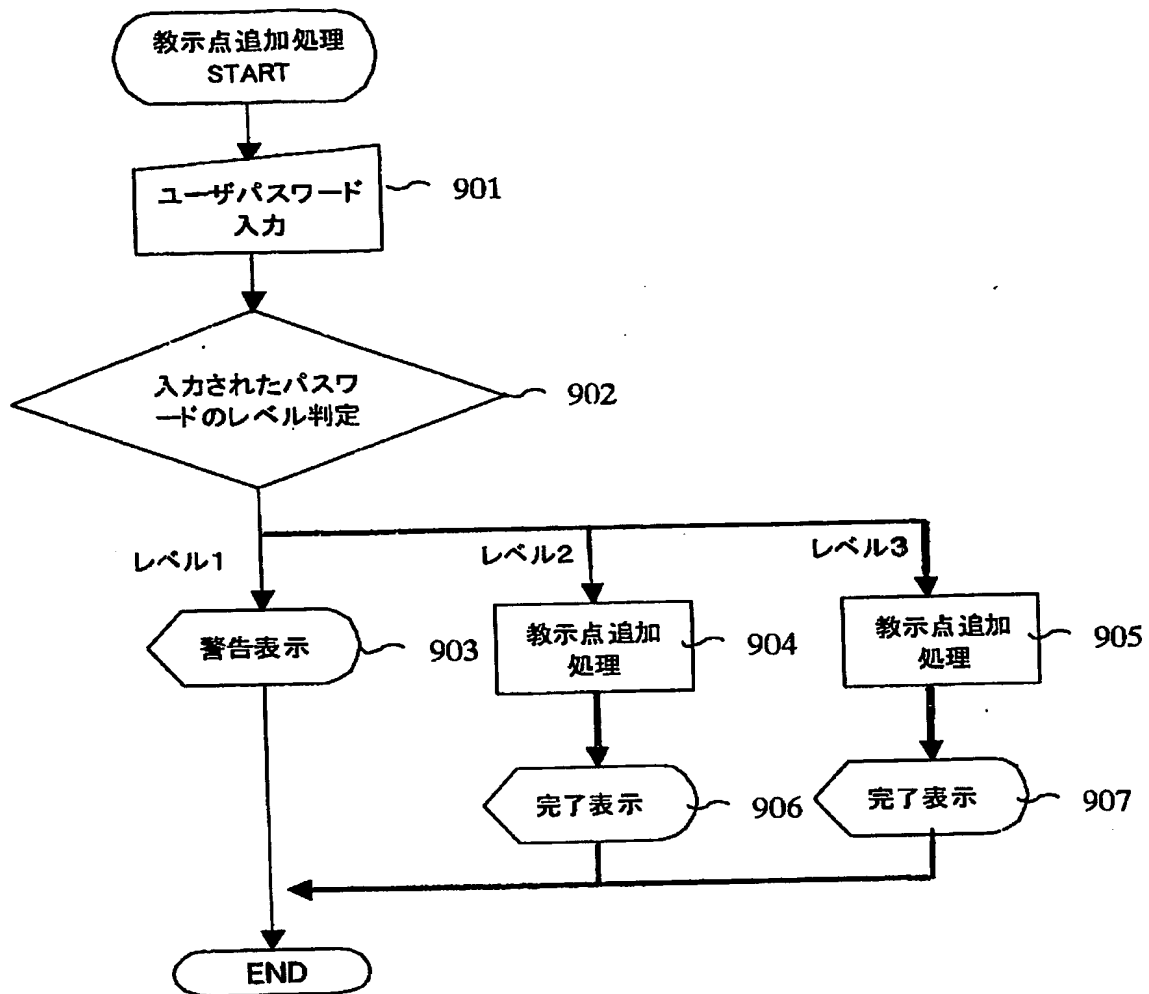 教示点追加処理
START
ユーザパスワード
入力
901
入力されたパスワ
ードのレベル判定
902
レベル1
レベル2
レベル3
警告表示
903
教示点追加
処理
904
教示点追加
処理
905
完了表示
906
完了表示
907
END